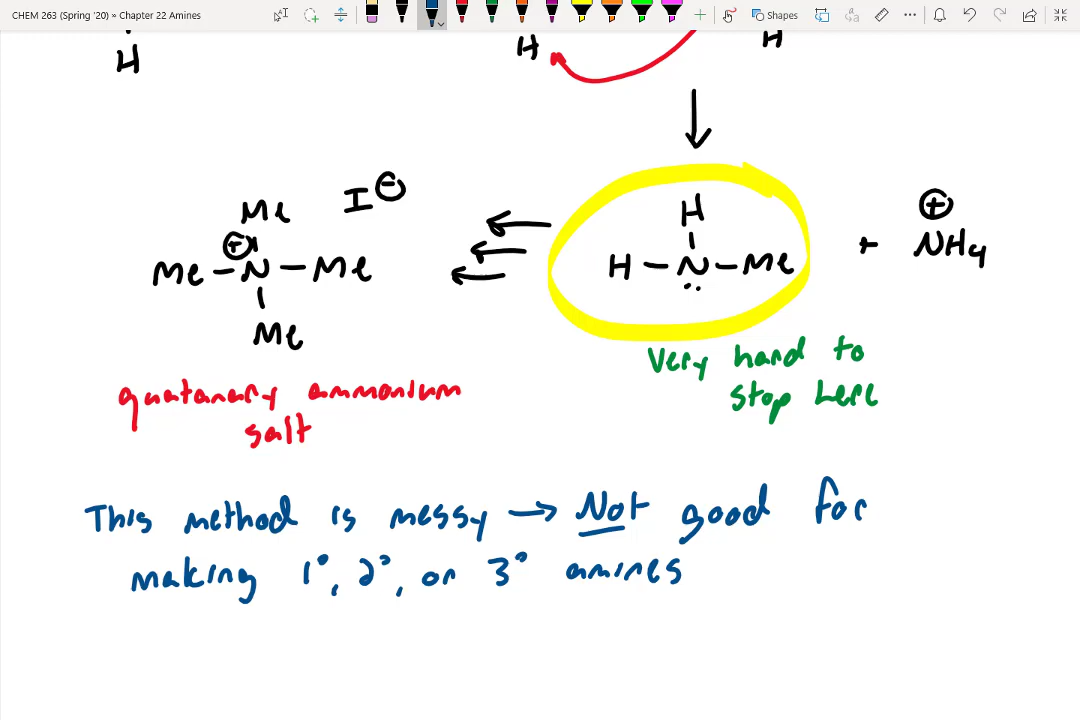 CHEM 263 (Spring '20) » Chapter 22 Amines
Shapes
H H H
Me I ⊖ H ⊕
⊕
Me – N – Me H – N – Me + NH4
Me
Very hard to
stop here
quatanary ammonium
salt
This method is messy → Not good for
making 1°, 2°, or 3° amines